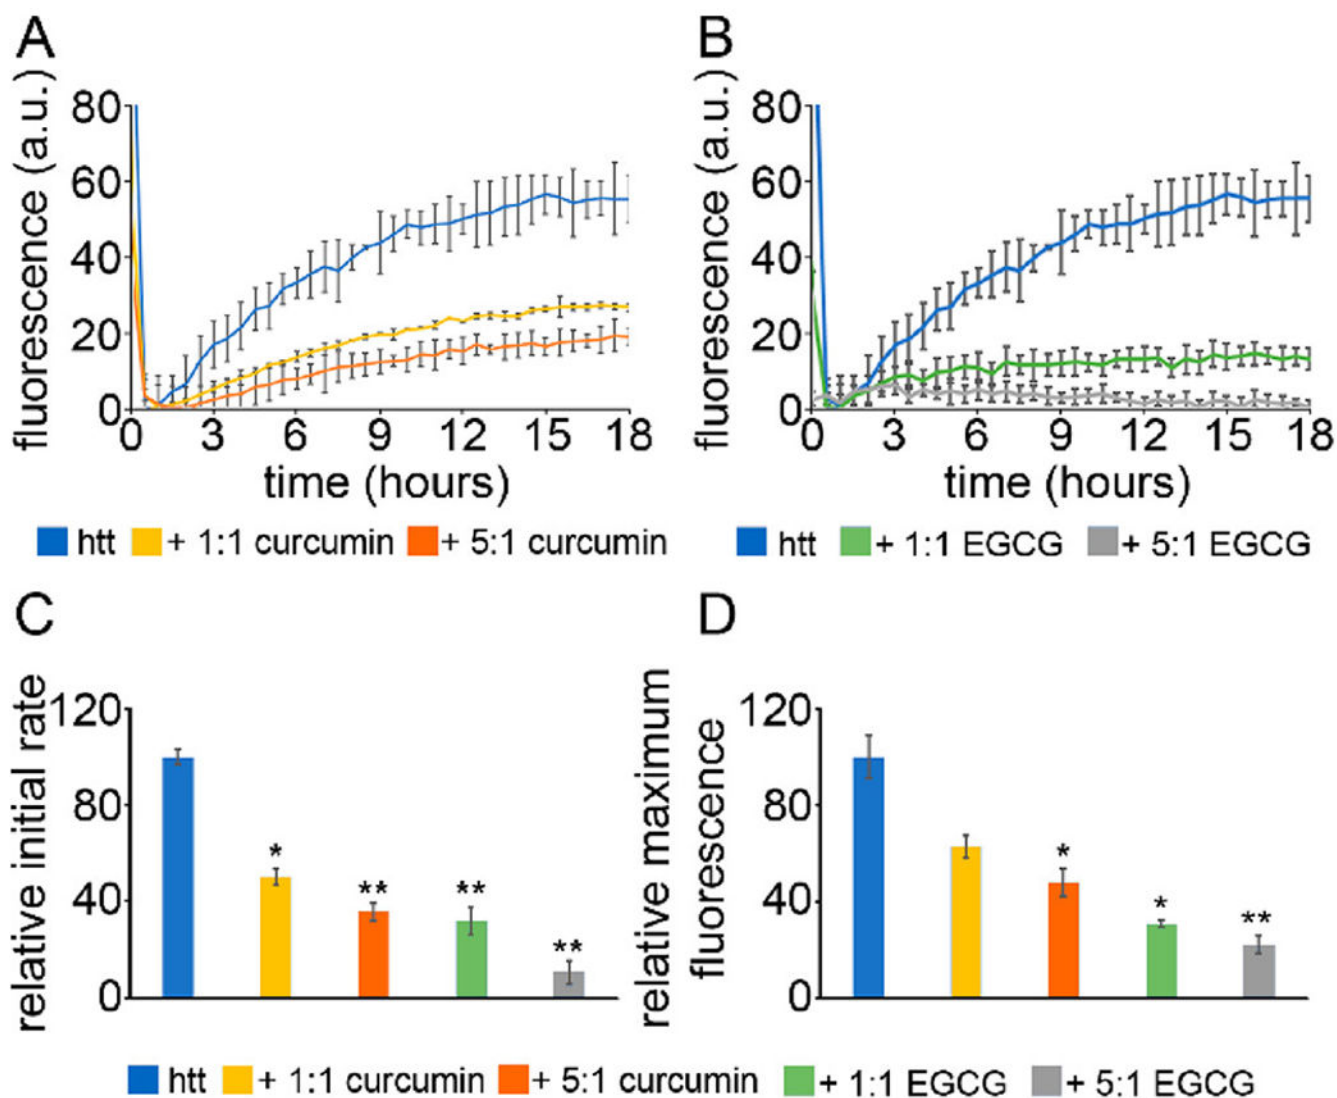 A
fluorescence (a.u.)
80
60
40
20
0
0 3 6 9 12 15 18
time (hours)
htt + 1:1 curcumin + 5:1 curcumin
B
fluorescence (a.u.)
80
60
40
20
0
0 3 6 9 12 15 18
time (hours)
htt + 1:1 EGCG + 5:1 EGCG
C
relative initial rate
120
80
40
0
*
**
**
**
D
relative maximum
fluorescence
120
80
40
0
*
*
**
htt + 1:1 curcumin + 5:1 curcumin + 1:1 EGCG + 5:1 EGCG